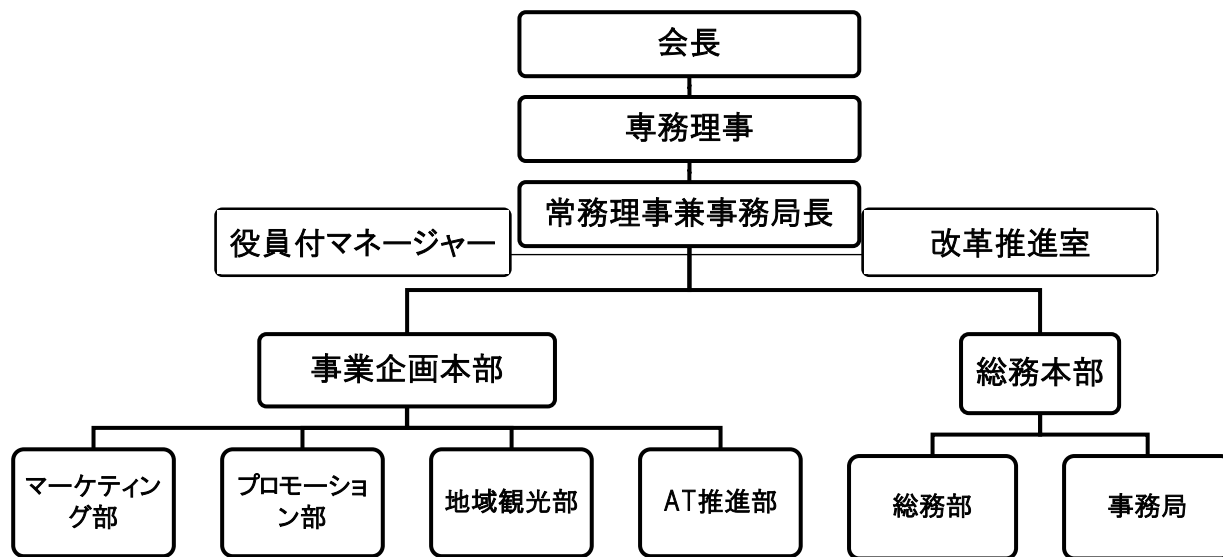 会長
専務理事
常務理事兼事務局長
役員付マネージャー
改革推進室
事業企画本部
総務本部
マーケティン
グ部
プロモーショ
ン部
地域観光部
AT推進部
総務部
事務局